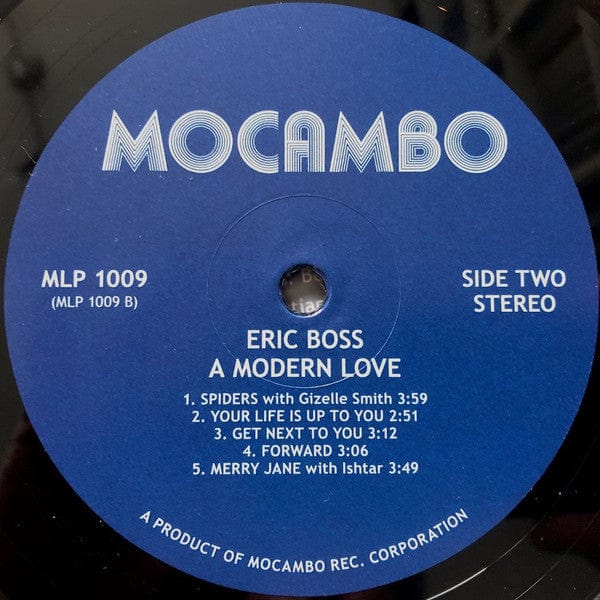 MOCAMBO
MLP 1009
(MLP 1009 B)
SIDE TWO
STEREO
ERIC BOSS
A MODERN LOVE
1. SPIDERS with Gizelle Smith 3:59
2. YOUR LIFE IS UP TO YOU 2:51
3. GET NEXT TO YOU 3:12
4. FORWARD 3:06
5. MERRY JANE with Ishtar 3:49
A PRODUCT OF MOCAMBO REC. CORPORATION